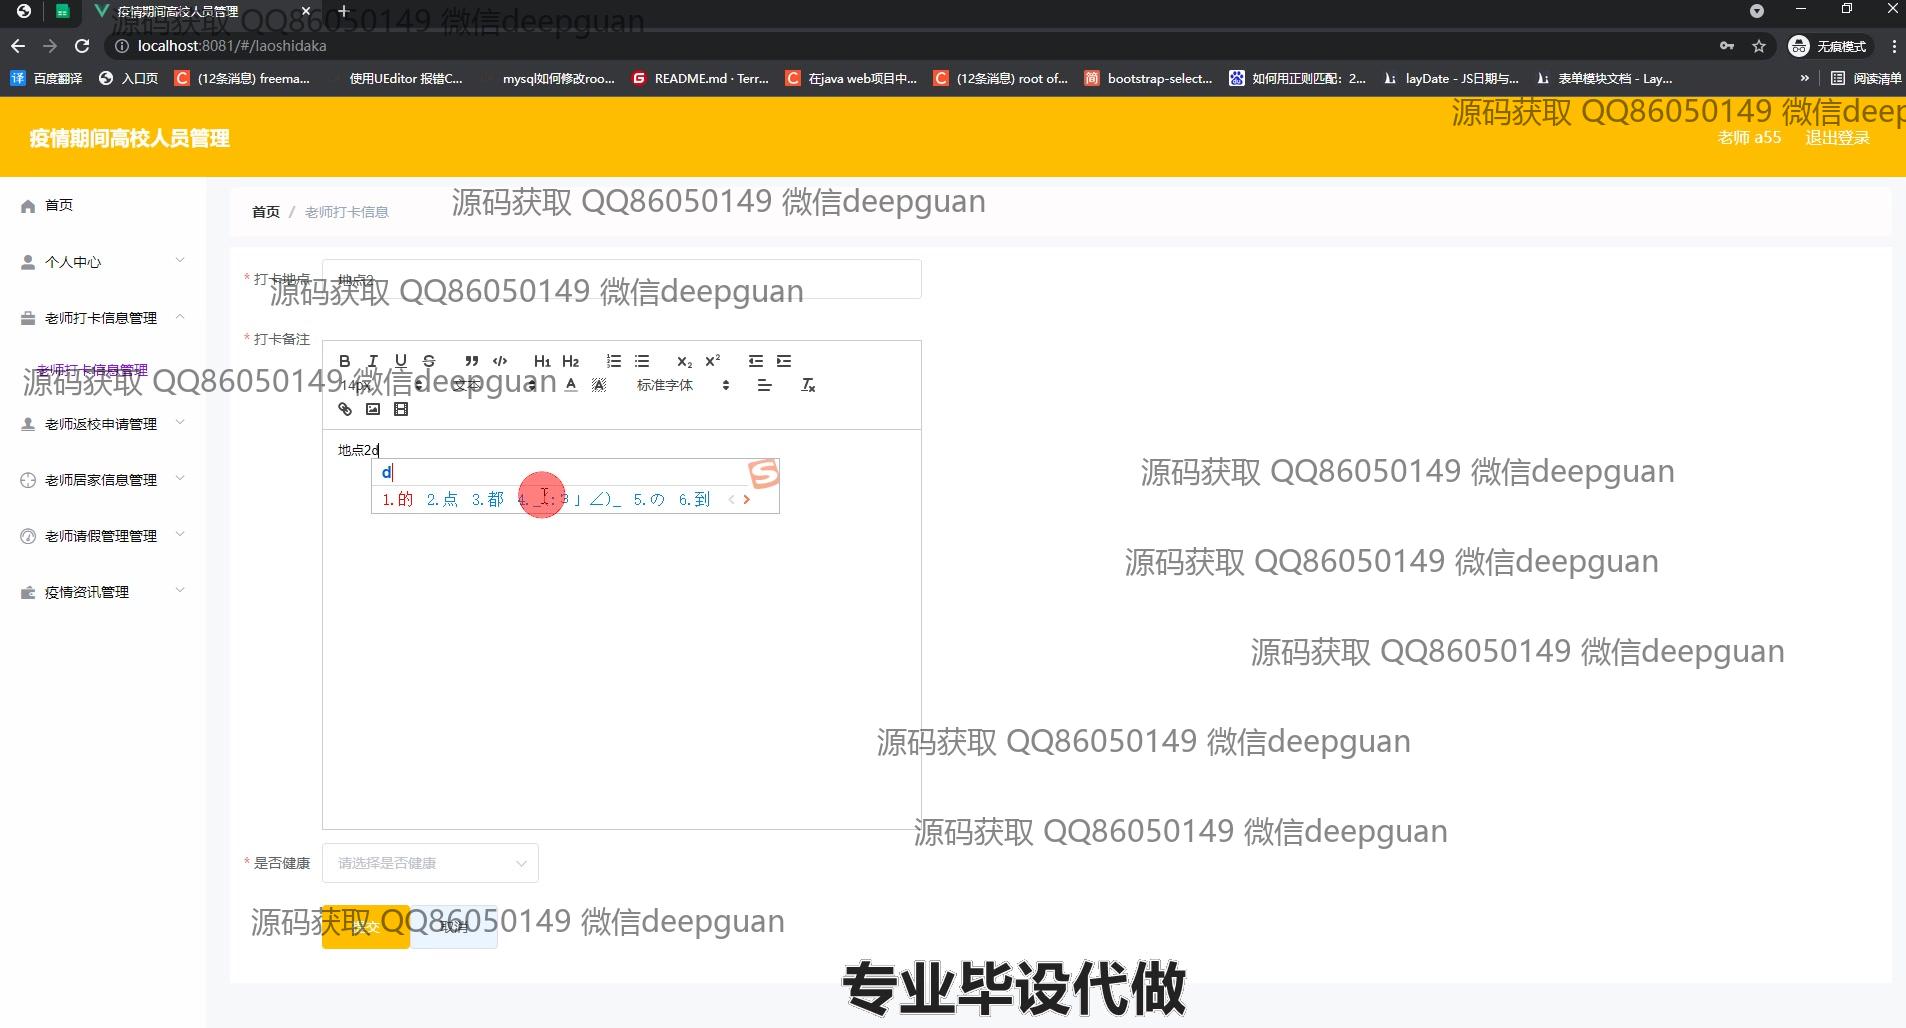 疫情期间高校人员管理
源码获取 QQ86050149 微信deepguan
localhost:8081/#/laoshidaka
无痕模式
百度翻译
入口页
(12条消息) freema...
使用UEditor 报错C...
mysql如何修改roo...
README.md · Terr...
在java web项目中...
(12条消息) root of...
bootstrap-select...
如何用正则匹配：2...
layDate - JS日期与...
表单模块文档 - Lay...
»
阅读清单
源码获取 QQ86050149 微信deep
疫情期间高校人员管理
老师 a55
退出登录
首页
首页 / 老师打卡信息
源码获取 QQ86050149 微信deepguan
个人中心
* 打卡地点
地点2
源码获取 QQ86050149 微信deepguan
老师打卡信息管理
* 打卡备注
B I U S ” </> H1 H2 X2 X2
老师打卡信息管理
源码获取 QQ86050149 微信deepguan
14px
文本
A A 标准字体
老师返校申请管理
地点2d
d
1.的 2.点 3.都 4._(:3」∠)_ 5.の 6.到
源码获取 QQ86050149 微信deepguan
老师居家信息管理
老师请假管理管理
源码获取 QQ86050149 微信deepguan
疫情资讯管理
源码获取 QQ86050149 微信deepguan
源码获取 QQ86050149 微信deepguan
源码获取 QQ86050149 微信deepguan
* 是否健康
请选择是否健康
源码获取 QQ86050149 微信deepguan
提交
取消
专业毕设代做